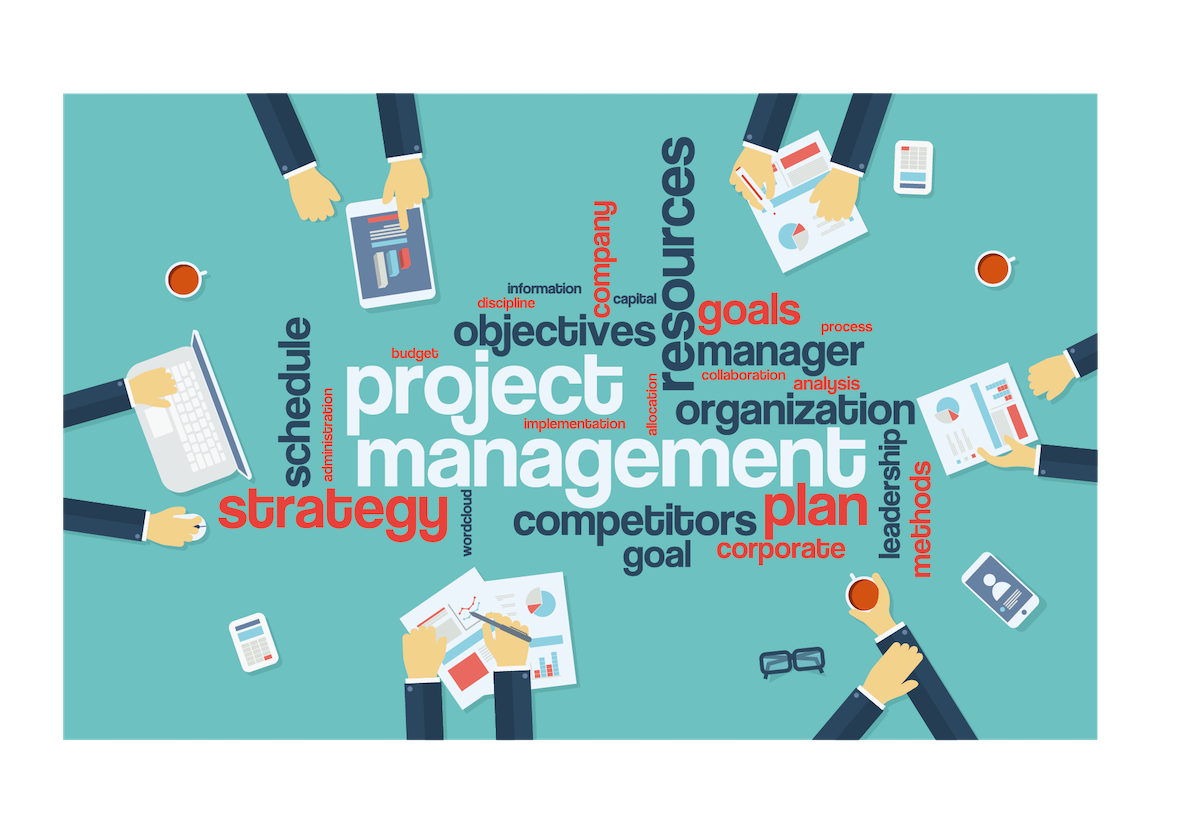 resources
company
information
capital
discipline
goals
objectives
process
schedule
budget
manager
project
collaboration
allocation
analysis
administration
organization
implementation
management
leadership
methods
strategy
wordcloud
plan
competitors
corporate
goal